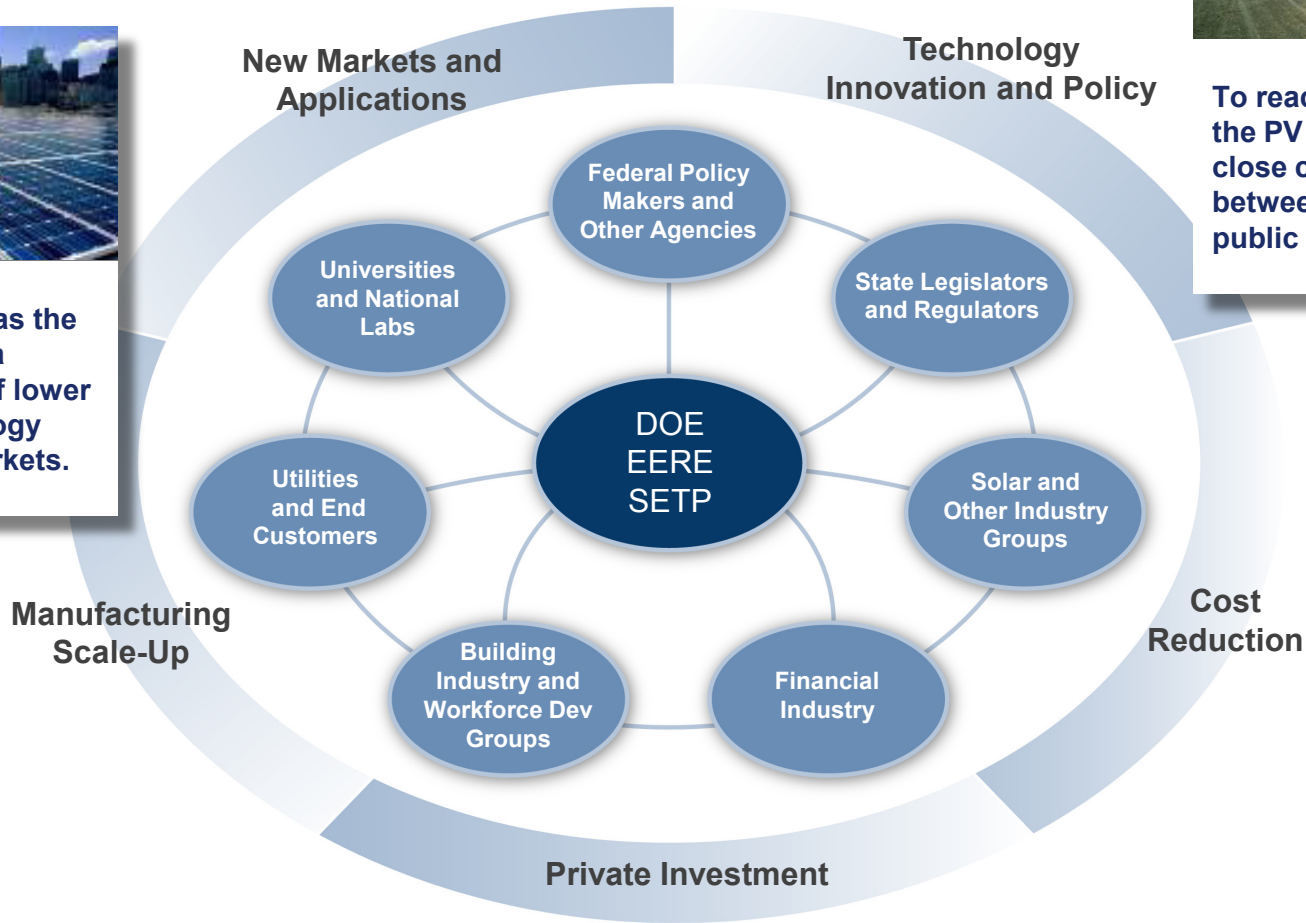 New Markets and
Applications
Technology
Innovation and Policy
To reac
the PV
close c
betwee
public
Federal Policy
Makers and
Other Agencies
Universities
and National
Labs
State Legislators
and Regulators
as the
f lower
ogy
rkets.
DOE
EERE
SETP
Utilities
and End
Customers
Solar and
Other Industry
Groups
Manufacturing
Scale-Up
Cost
Reduction
Building
Industry and
Workforce Dev
Groups
Financial
Industry
Private Investment